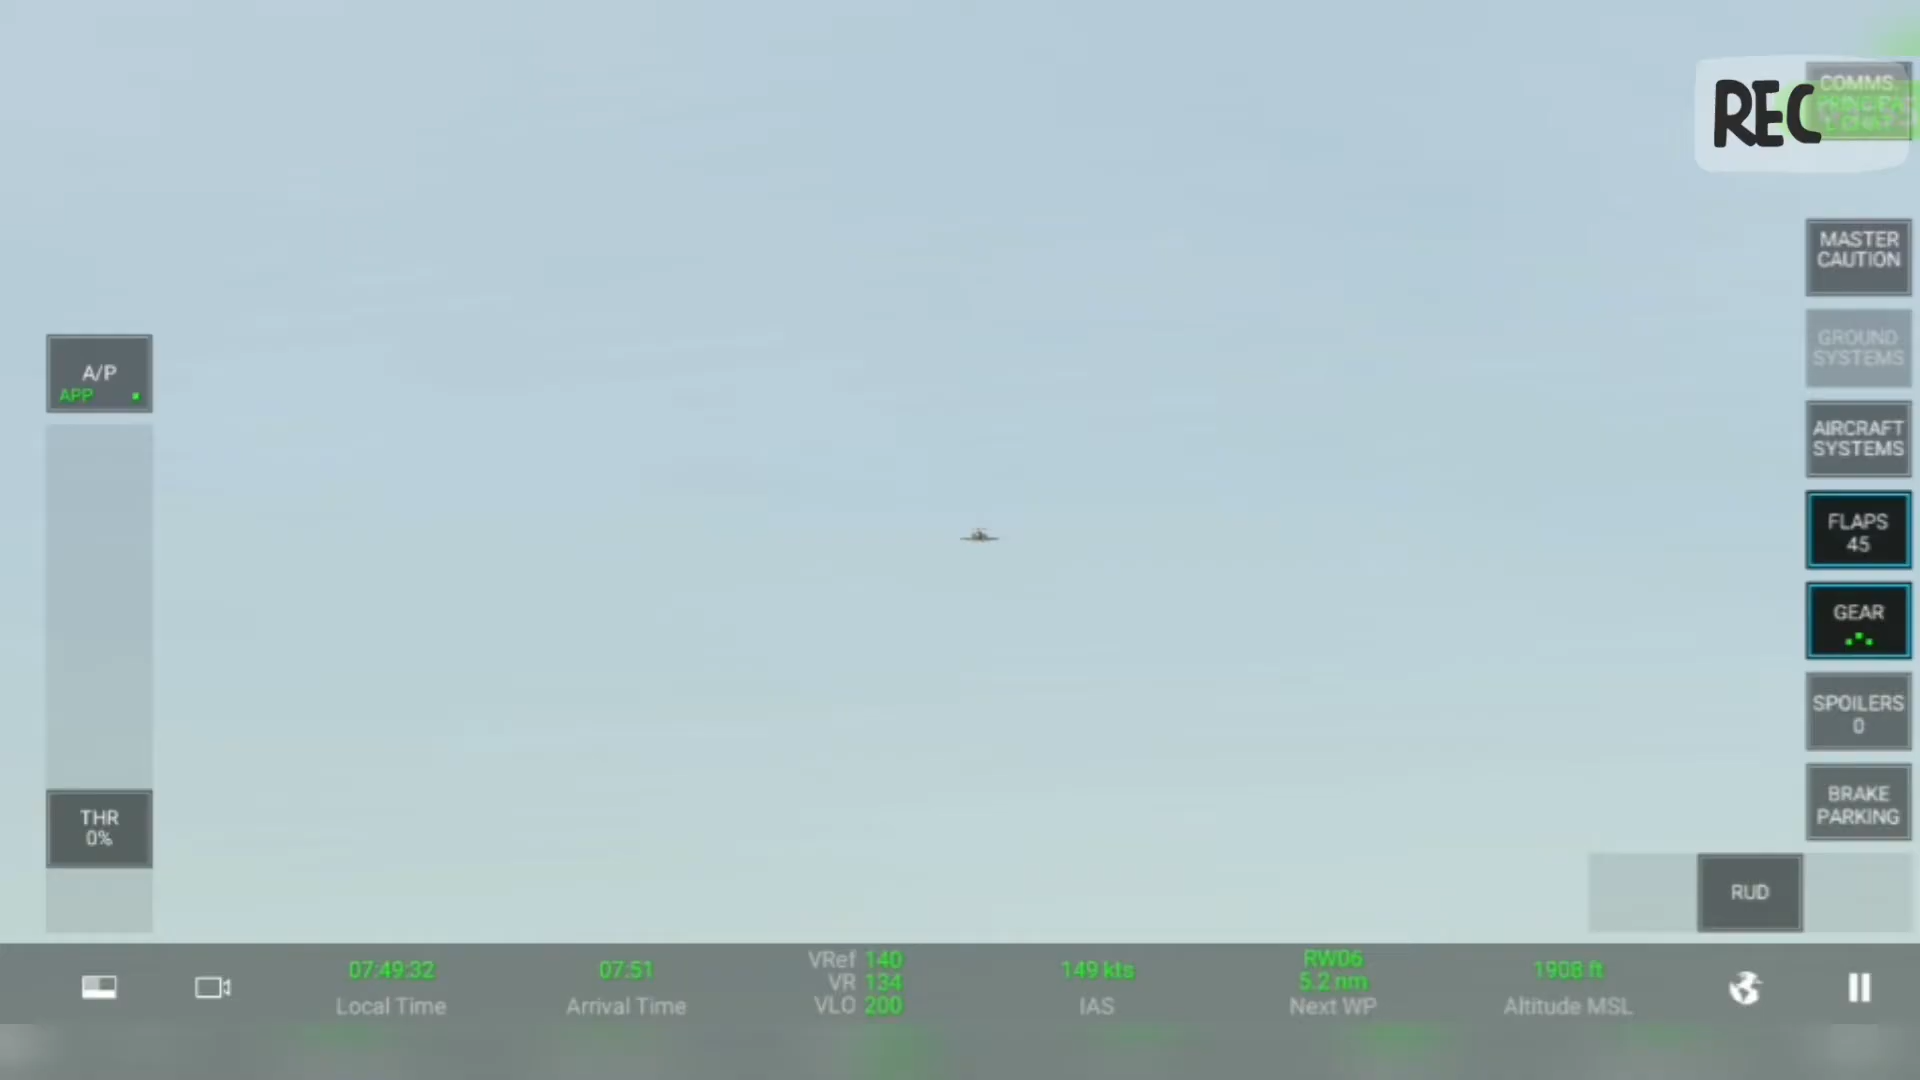 REC
COMMS
PRINCIPA
L CHAT
MASTER
CAUTION
GROUND
SYSTEMS
A/P
APP
AIRCRAFT
SYSTEMS
FLAPS
45
GEAR
SPOILERS
0
THR
0%
BRAKE
PARKING
RUD
07:49:32
Local Time
07:51
Arrival Time
VRef 140
VR 134
VLO 200
149 kts
IAS
RW06
5.2 nm
Next WP
1908 ft
Altitude MSL